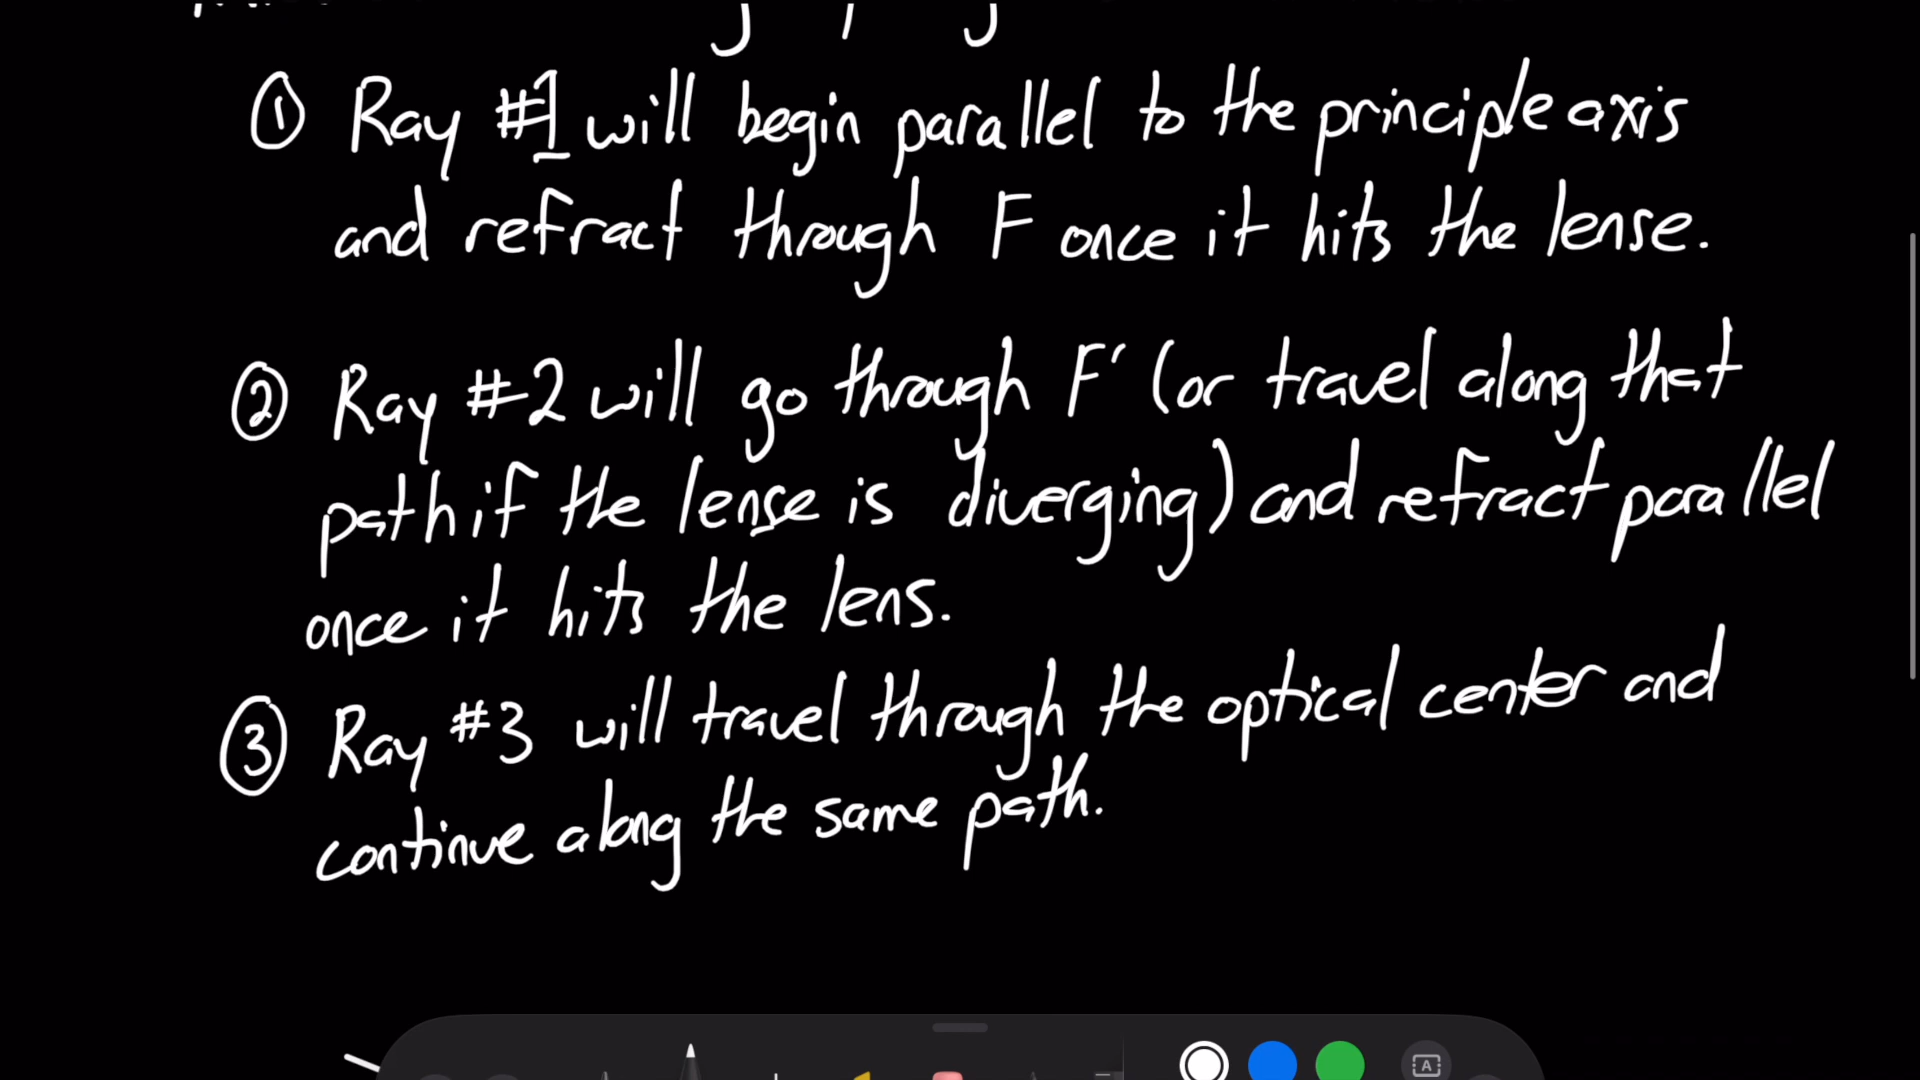 ① Ray #1 will begin parallel to the principle axis
and refract through F once it hits the lense.
② Ray #2 will go through F' (or travel along that
path if the lense is diverging) and refract parallel
once it hits the lens.
③ Ray #3 will travel through the optical center and
continue along the same path.
A